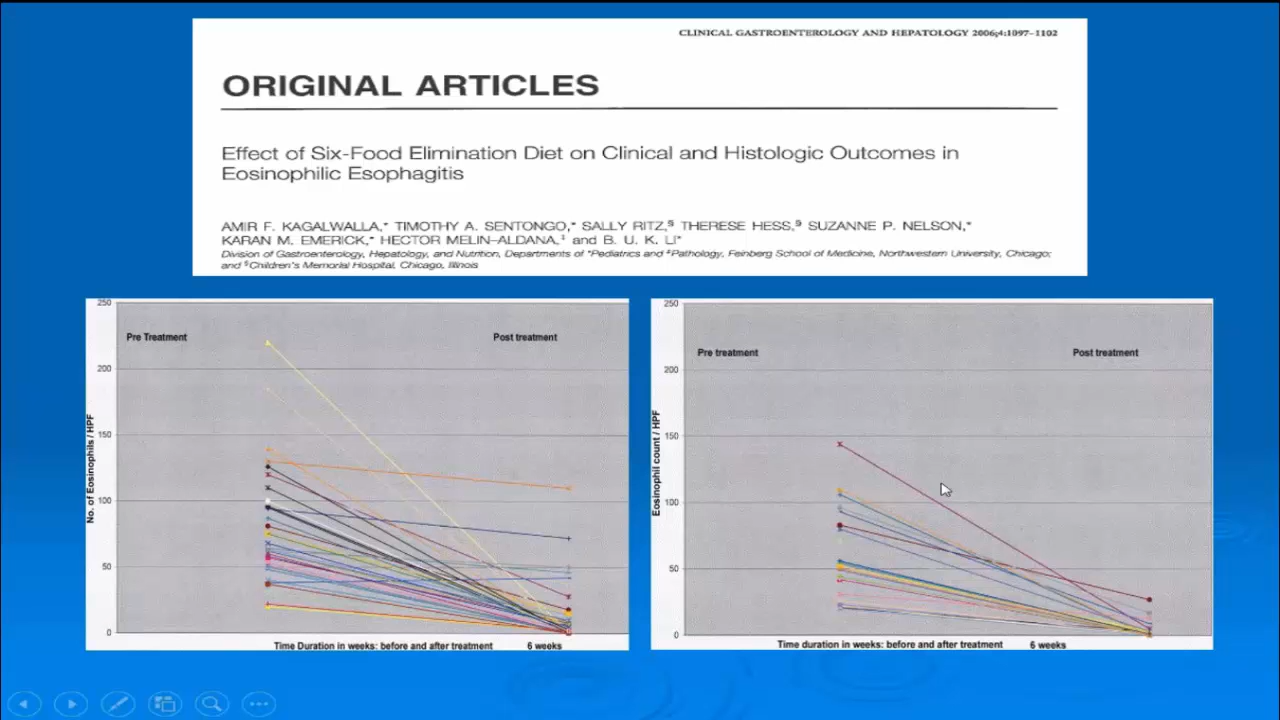 CLINICAL GASTROENTEROLOGY AND HEPATOLOGY 2006;4:1097–1102
ORIGINAL ARTICLES
Effect of Six-Food Elimination Diet on Clinical and Histologic Outcomes in
Eosinophilic Esophagitis
AMIR F. KAGALWALLA,* TIMOTHY A. SENTONGO,* SALLY RITZ,§ THERESE HESS,§ SUZANNE P. NELSON,*
KARAN M. EMERICK,* HECTOR MELIN-ALDANA,‡ and B. U. K. LI*
Division of Gastroenterology, Hepatology, and Nutrition, Departments of *Pediatrics and ‡Pathology, Feinberg School of Medicine, Northwestern University, Chicago;
and §Children's Memorial Hospital, Chicago, Illinois
250
Pre Treatment
Post treatment
200
150
100
50
0
No. of Eosinophils / HPF
Time Duration in weeks: before and after treatment
6 weeks
250
Pre treatment
Post treatment
200
150
100
50
0
Eosinophil count / HPF
Time duration in weeks: before and after treatment
6 weeks